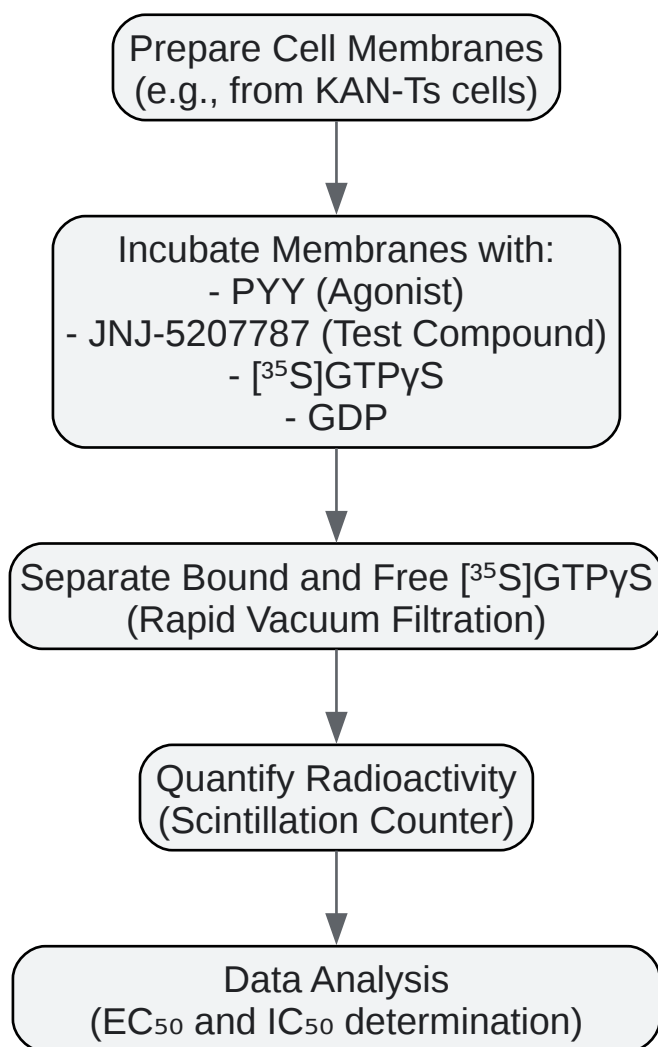 Prepare Cell Membranes
(e.g., from KAN-Ts cells)
Incubate Membranes with:
- PYY (Agonist)
- JNJ-5207787 (Test Compound)
- [³⁵S]GTPγS
- GDP
Separate Bound and Free [³⁵S]GTPγS
(Rapid Vacuum Filtration)
Quantify Radioactivity
(Scintillation Counter)
Data Analysis
(EC₅₀ and IC₅₀ determination)